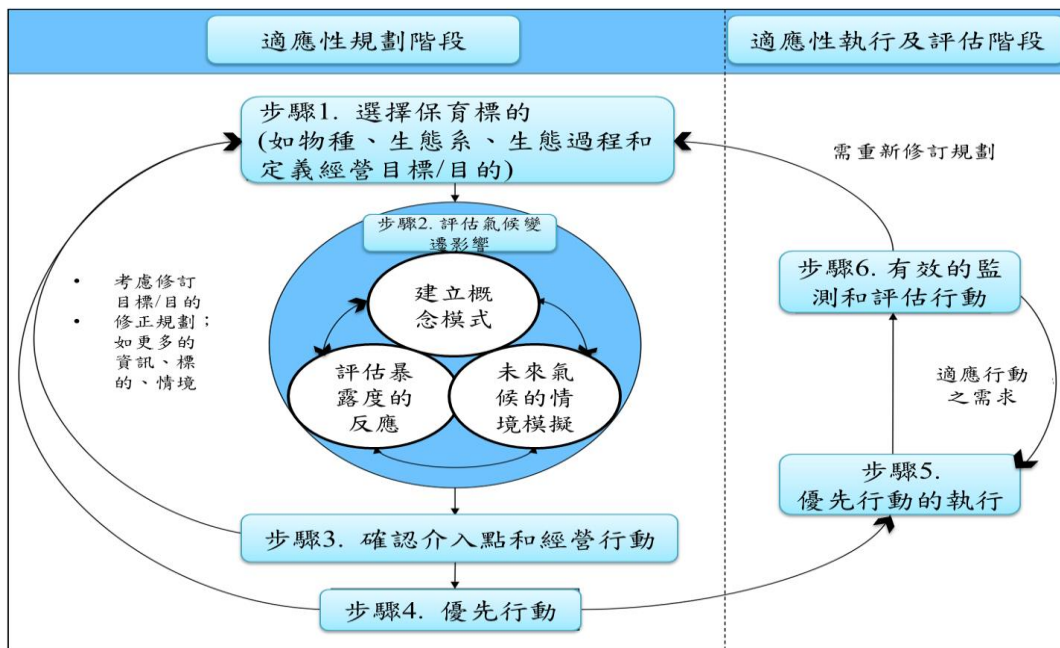 適應性規劃階段
適應性執行及評估階段
步驟1. 選擇保育標的
(如物種、生態系、生態過程和
定義經營目標/目的)
需重新修訂規劃
步驟2. 評估氣候變
遷影響
建立概
念模式
評估暴
露度的
反應
未來氣
候的情
境模擬
• 考慮修訂
目標/目的
• 修正規劃；
如更多的
資訊、標
的、情境
步驟6. 有效的監
測和評估行動
適應行動
之需求
步驟5.
優先行動的執行
步驟3. 確認介入點和經營行動
步驟4. 優先行動